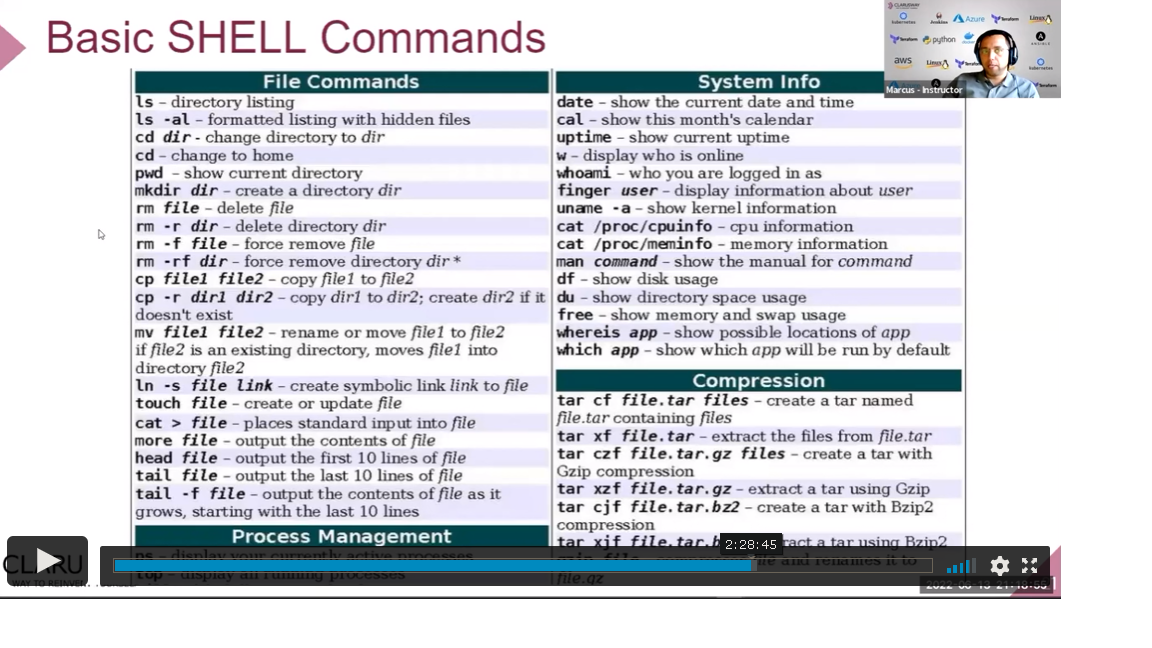 Basic SHELL Commands
File Commands
ls – directory listing
ls -al – formatted listing with hidden files
cd dir - change directory to dir
cd – change to home
pwd – show current directory
mkdir dir – create a directory dir
rm file – delete file
rm -r dir – delete directory dir
rm -f file – force remove file
rm -rf dir – force remove directory dir *
cp file1 file2 – copy file1 to file2
cp -r dir1 dir2 – copy dir1 to dir2; create dir2 if it
doesn't exist
mv file1 file2 – rename or move file1 to file2
if file2 is an existing directory, moves file1 into
directory file2
ln -s file link – create symbolic link link to file
touch file – create or update file
cat > file – places standard input into file
more file – output the contents of file
head file – output the first 10 lines of file
tail file – output the last 10 lines of file
tail -f file – output the contents of file as it
grows, starting with the last 10 lines
Process Management
ps – display your currently active processes
top – display all running processes
System Info
date – show the current date and time
cal – show this month's calendar
uptime – show current uptime
w – display who is online
whoami – who you are logged in as
finger user – display information about user
uname -a – show kernel information
cat /proc/cpuinfo – cpu information
cat /proc/meminfo – memory information
man command – show the manual for command
df – show disk usage
du – show directory space usage
free – show memory and swap usage
whereis app – show possible locations of app
which app – show which app will be run by default
Compression
tar cf file.tar files – create a tar named
file.tar containing files
tar xf file.tar – extract the files from file.tar
tar czf file.tar.gz files – create a tar with
Gzip compression
tar xzf file.tar.gz – extract a tar using Gzip
tar cjf file.tar.bz2 – create a tar with Bzip2
compression
tar xjf file.tar.b ract a tar using Bzip2
gzip file – compress file and renames it to
file.gz
CLARUSWAY
kubernetes
Jenkins
Azure
Terraform
Linux
Terraform
python
ANSIBLE
aws
Linux
kubernetes
Terraform
Marcus - Instructor
2:28:45
CLARU
WAY TO REINVENT YOURSELF
2022-06-13 21:18:55